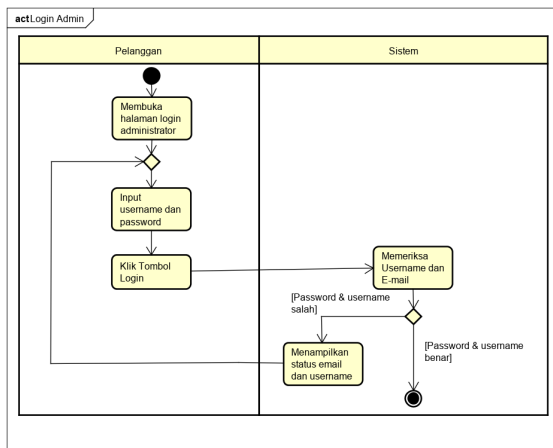 act Login Admin
Pelanggan
Sistem
Membuka
halaman login
administrator
Input
username dan
password
Klik Tombol
Login
Memeriksa
Username dan
E-mail
[Password & username
salah]
[Password & username
benar]
Menampilkan
status email
dan username